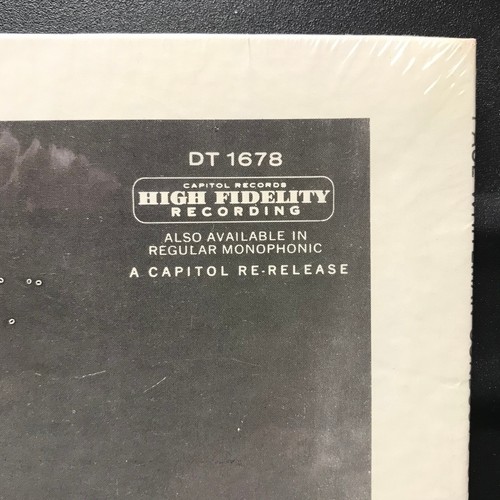 DT 1678
CAPITOL RECORDS
HIGH FIDELITY
RECORDING
ALSO AVAILABLE IN
REGULAR MONOPHONIC
A CAPITOL RE-RELEASE